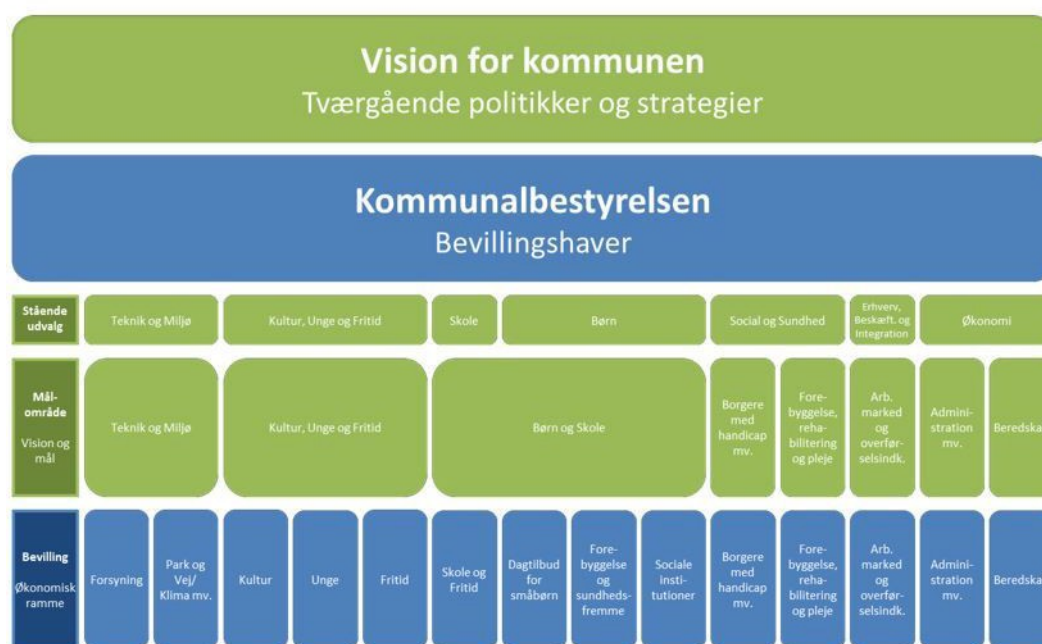 Vision for kommunen
Tværgående politikker og strategier
Kommunalbestyrelsen
Bevillingshaver
Stående
udvalg
Teknik og Miljø
Kultur, Unge og Fritid
Skole
Børn
Social og Sundhed
Erhverv,
Beskæft. og
Integration
Økonomi
Mål-
område
Vision og
mål
Teknik og Miljø
Kultur, Unge og Fritid
Børn og Skole
Borgere
med
handicap
mv.
Fore-
byggelse,
reha-
bilitering
og pleje
Arb.
marked
og
overfør-
selsindk.
Admini-
stration
mv.
Beredska
Bevilling
Økonomisk
ramme
Forsyning
Park og
Vej/
Klima mv.
Kultur
Unge
Fritid
Skole og
Fritid
Dagtilbud
for
småbørn
Fore-
byggelse
og
sundheds-
fremme
Sociale
insti-
tutioner
Borgere
med
handicap
mv.
Fore-
byggelse,
reha-
bilitering
og pleje
Arb.
marked
og
overfør-
selsindk.
Admini-
stration
mv.
Beredska